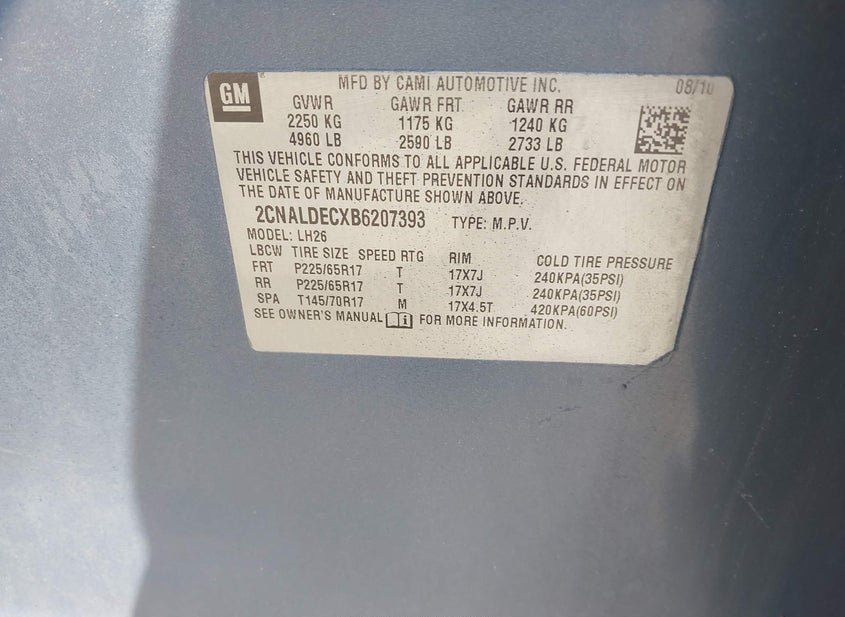 GM
MFD BY CAMI AUTOMOTIVE INC. 08/10
GVWR GAWR FRT. GAWR RR
2250 KG 1175 KG 1240 KG
4960 LB 2590 LB 2733 LB
THIS VEHICLE CONFORMS TO ALL APPLICABLE U.S. FEDERAL MOTOR
VEHICLE SAFETY AND THEFT PREVENTION STANDARDS IN EFFECT ON
THE DATE OF MANUFACTURE SHOWN ABOVE.
2CNALDECXB6207393 TYPE: M.P.V.
MODEL: LH26
LBCW TIRE SIZE SPEED RTG RIM COLD TIRE PRESSURE
FRT P225/65R17 T 17X7J 240KPA(35PSI)
RR P225/65R17 T 17X7J 240KPA(35PSI)
SPA T145/70R17 M 17X4.5T 420KPA(60PSI)
SEE OWNER'S MANUAL FOR MORE INFORMATION.